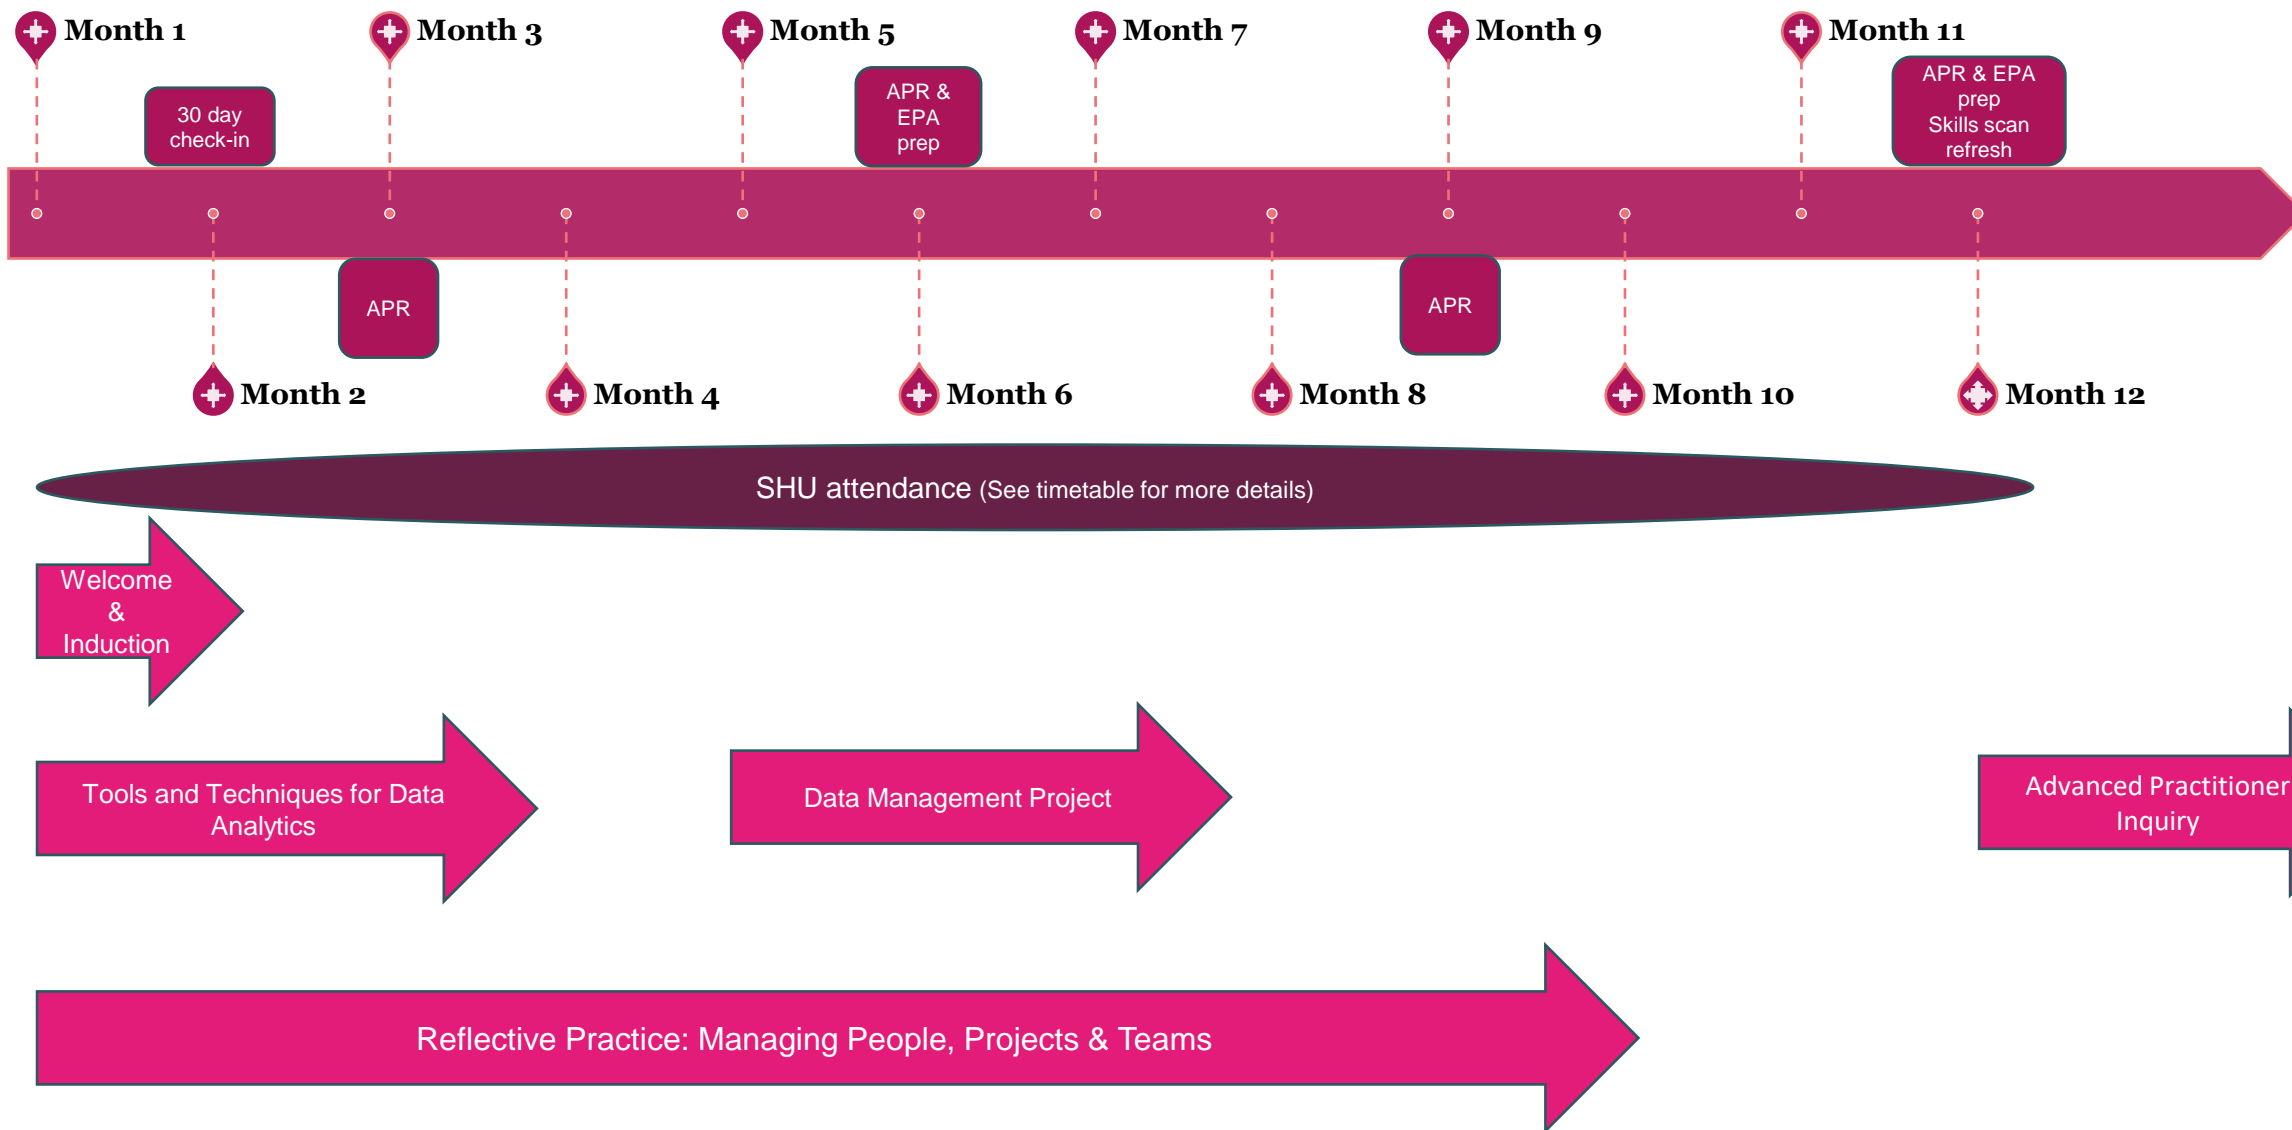 Month 1
Month 3
Month 5
Month 7
Month 9
Month 11
30 day
check-in
APR &
EPA
prep
APR & EPA
prep
Skills scan
refresh
APR
APR
Month 2
Month 4
Month 6
Month 8
Month 10
Month 12
SHU attendance (See timetable for more details)
Welcome
&
Induction
Tools and Techniques for Data
Analytics
Data Management Project
Advanced Practitioner
Inquiry
Reflective Practice: Managing People, Projects & Teams